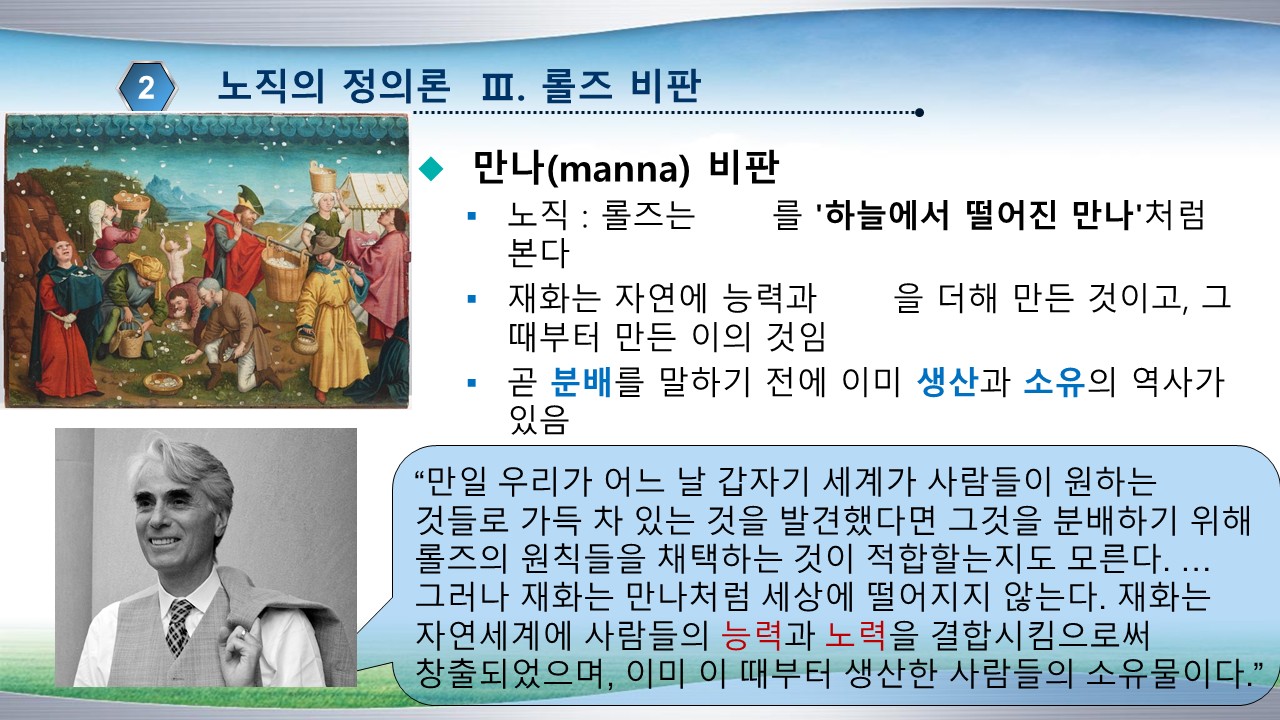 2
노직의 정의론 Ⅲ. 롤즈 비판
만나(manna) 비판
노직 : 롤즈는 를 '하늘에서 떨어진 만나'처럼
본다
재화는 자연에 능력과 을 더해 만든 것이고, 그
때부터 만든 이의 것임
곧 분배를 말하기 전에 이미 생산과 소유의 역사가
있음
“만일 우리가 어느 날 갑자기 세계가 사람들이 원하는
것들로 가득 차 있는 것을 발견했다면 그것을 분배하기 위해
롤즈의 원칙들을 채택하는 것이 적합할는지도 모른다. …
그러나 재화는 만나처럼 세상에 떨어지지 않는다. 재화는
자연세계에 사람들의 능력과 노력을 결합시킴으로써
창출되었으며, 이미 이 때부터 생산한 사람들의 소유물이다.”